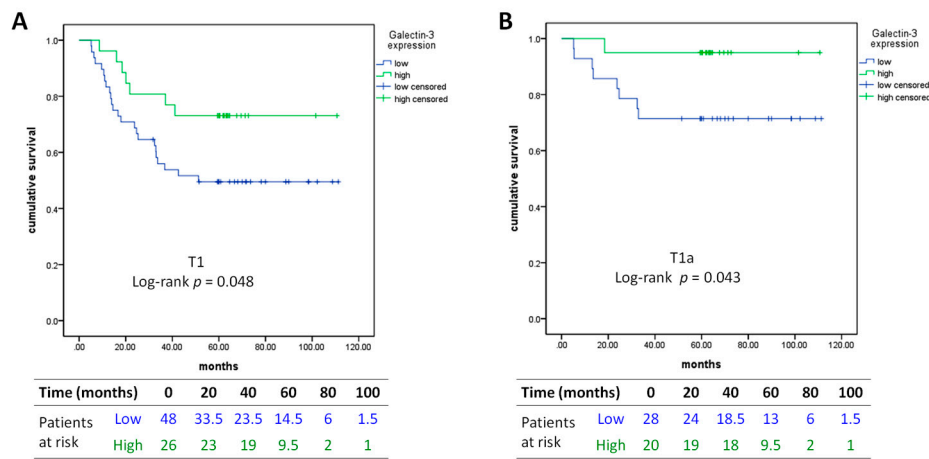 A
Galectin-3
expression
low
high
low censored
high censored
1.0
0.8
0.6
0.4
0.2
0.0
cumulative survival
T1
Log-rank p = 0.048
.00 20.00 40.00 60.00 80.00 100.00 120.00
months
Time (months) 0 20 40 60 80 100
Patients at risk
Low 48 33.5 23.5 14.5 6 1.5
High 26 23 19 9.5 2 1
B
Galectin-3
expression
low
high
low censored
high censored
1.0
0.8
0.6
0.4
0.2
0.0
cumulative survival
T1a
Log-rank p = 0.043
.00 20.00 40.00 60.00 80.00 100.00 120.00
months
Time (months) 0 20 40 60 80 100
Patients at risk
Low 28 24 18.5 13 6 1.5
High 20 19 18 9.5 2 1